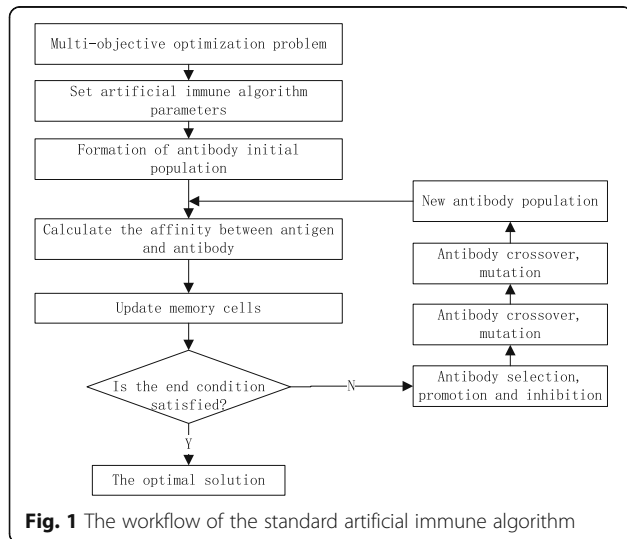 Multi-objective optimization problem
Set artificial immune algorithm
parameters
Formation of antibody initial
population
Calculate the affinity between antigen
and antibody
Update memory cells
Is the end condition
satisfied?
N
Y
The optimal solution
New antibody population
Antibody crossover,
mutation
Antibody crossover,
mutation
Antibody selection,
promotion and inhibition
Fig. 1 The workflow of the standard artificial immune algorithm